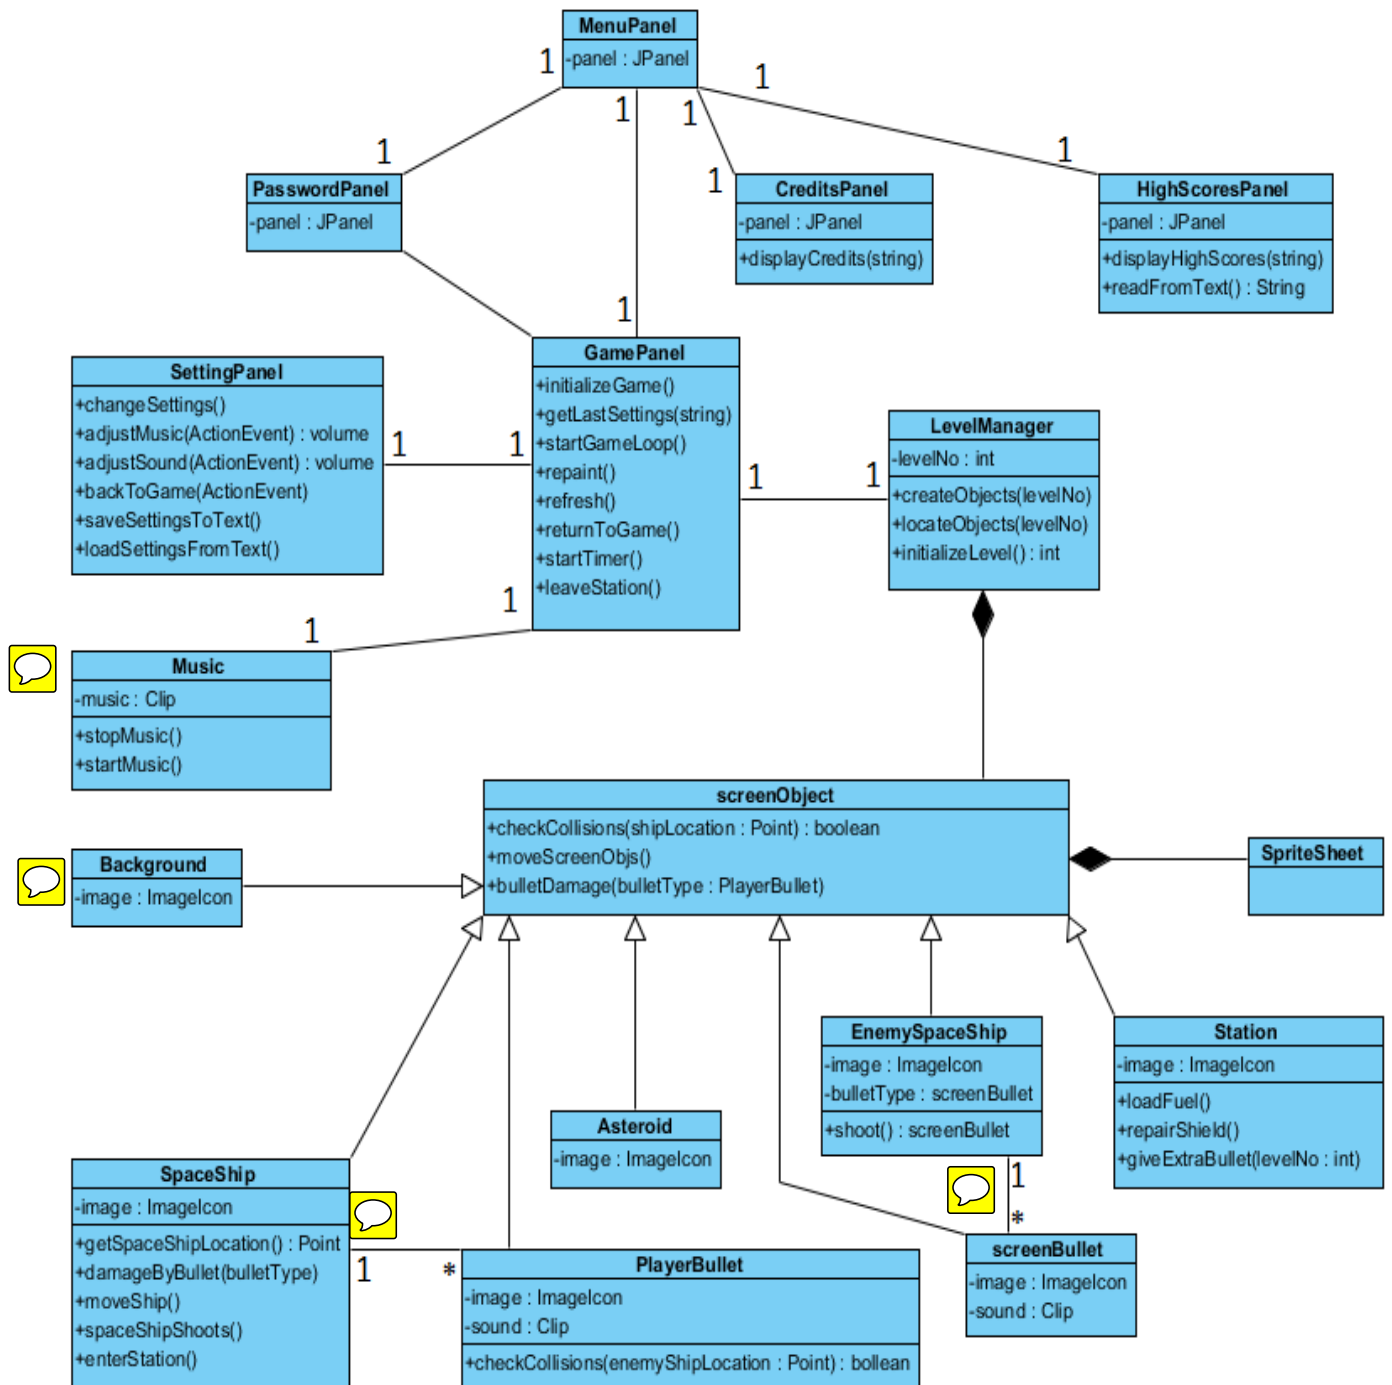 MenuPanel
-panel : JPanel
1
1
1
1
1
1
1
1
PasswordPanel
-panel : JPanel
CreditsPanel
-panel : JPanel
+displayCredits(string)
HighScoresPanel
-panel : JPanel
+displayHighScores(string)
+readFromText() : String
SettingPanel
+changeSettings()
+adjustMusic(ActionEvent) : volume
+adjustSound(ActionEvent) : volume
+backToGame(ActionEvent)
+saveSettingsToText()
+loadSettingsFromText()
1
1
GamePanel
+initializeGame()
+getLastSettings(string)
+startGameLoop()
+repaint()
+refresh()
+returnToGame()
+startTimer()
+leaveStation()
1
1
LevelManager
-levelNo : int
+createObjects(levelNo)
+locateObjects(levelNo)
+initializeLevel() : int
1
1
Music
-music : Clip
+stopMusic()
+startMusic()
screenObject
+checkCollisions(shipLocation : Point) : boolean
+moveScreenObjs()
+bulletDamage(bulletType : PlayerBullet)
SpriteSheet
Background
-image : ImageIcon
EnemySpaceShip
-image : ImageIcon
-bulletType : screenBullet
+shoot() : screenBullet
Station
-image : ImageIcon
+loadFuel()
+repairShield()
+giveExtraBullet(levelNo : int)
Asteroid
-image : ImageIcon
SpaceShip
-image : ImageIcon
+getSpaceShipLocation() : Point
+damageByBullet(bulletType)
+moveShip()
+spaceShipShoots()
+enterStation()
1
*
PlayerBullet
-image : ImageIcon
-sound : Clip
+checkCollisions(enemyShipLocation : Point) : bollean
1
*
screenBullet
-image : ImageIcon
-sound : Clip